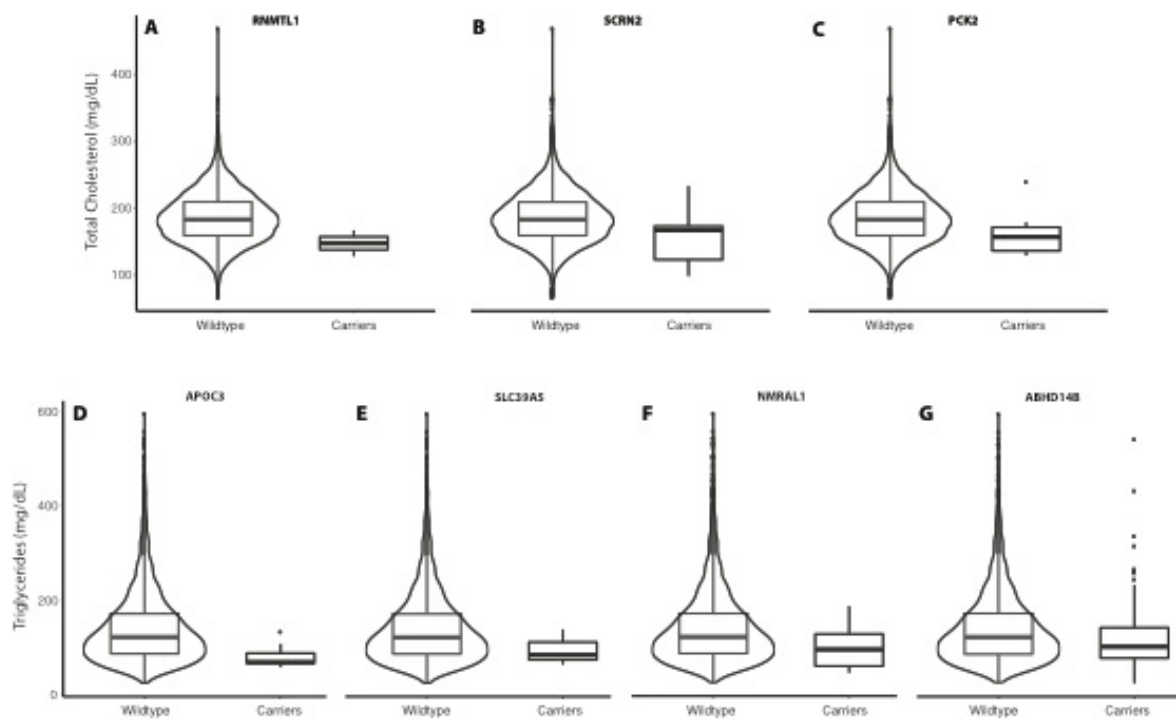 A RNMTL1 B SCRN2 C PCK2
Total Cholesterol (mg/dL)
400
300
200
100
Wildtype Carriers Wildtype Carriers Wildtype Carriers
D APOC3 E SLC39A5 F NMRAL1 G ABHD14B
Triglycerides (mg/dL)
600
400
200
0
Wildtype Carriers Wildtype Carriers Wildtype Carriers Wildtype Carriers